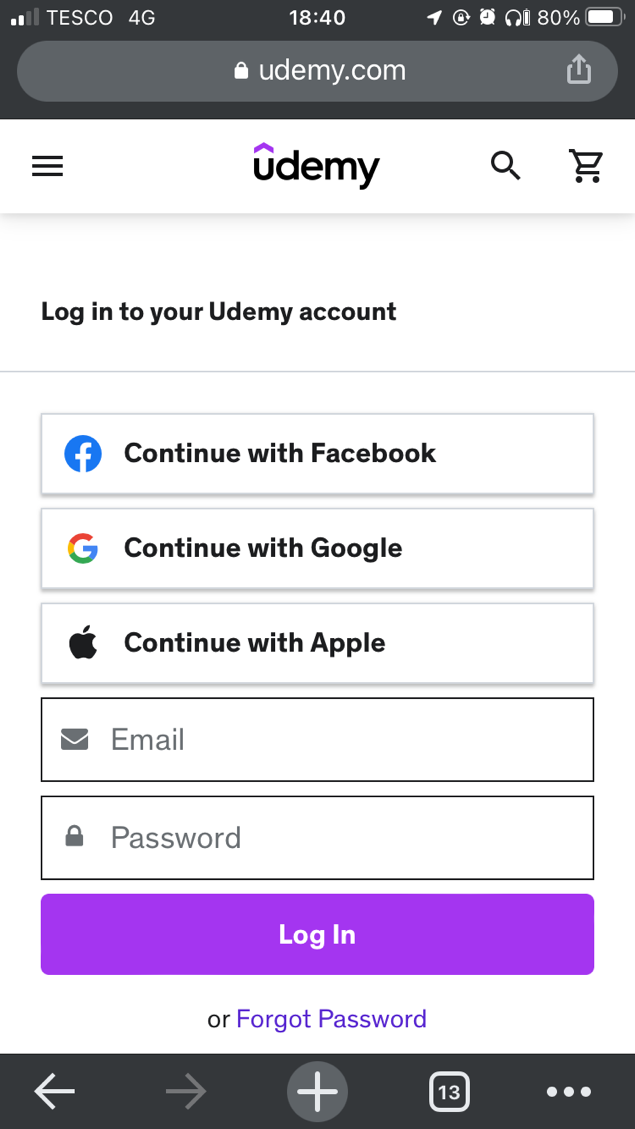 TESCO 4G 18:40 80%
udemy.com
udemy
Log in to your Udemy account
Continue with Facebook
Continue with Google
Continue with Apple
Email
Password
Log In
or Forgot Password
13